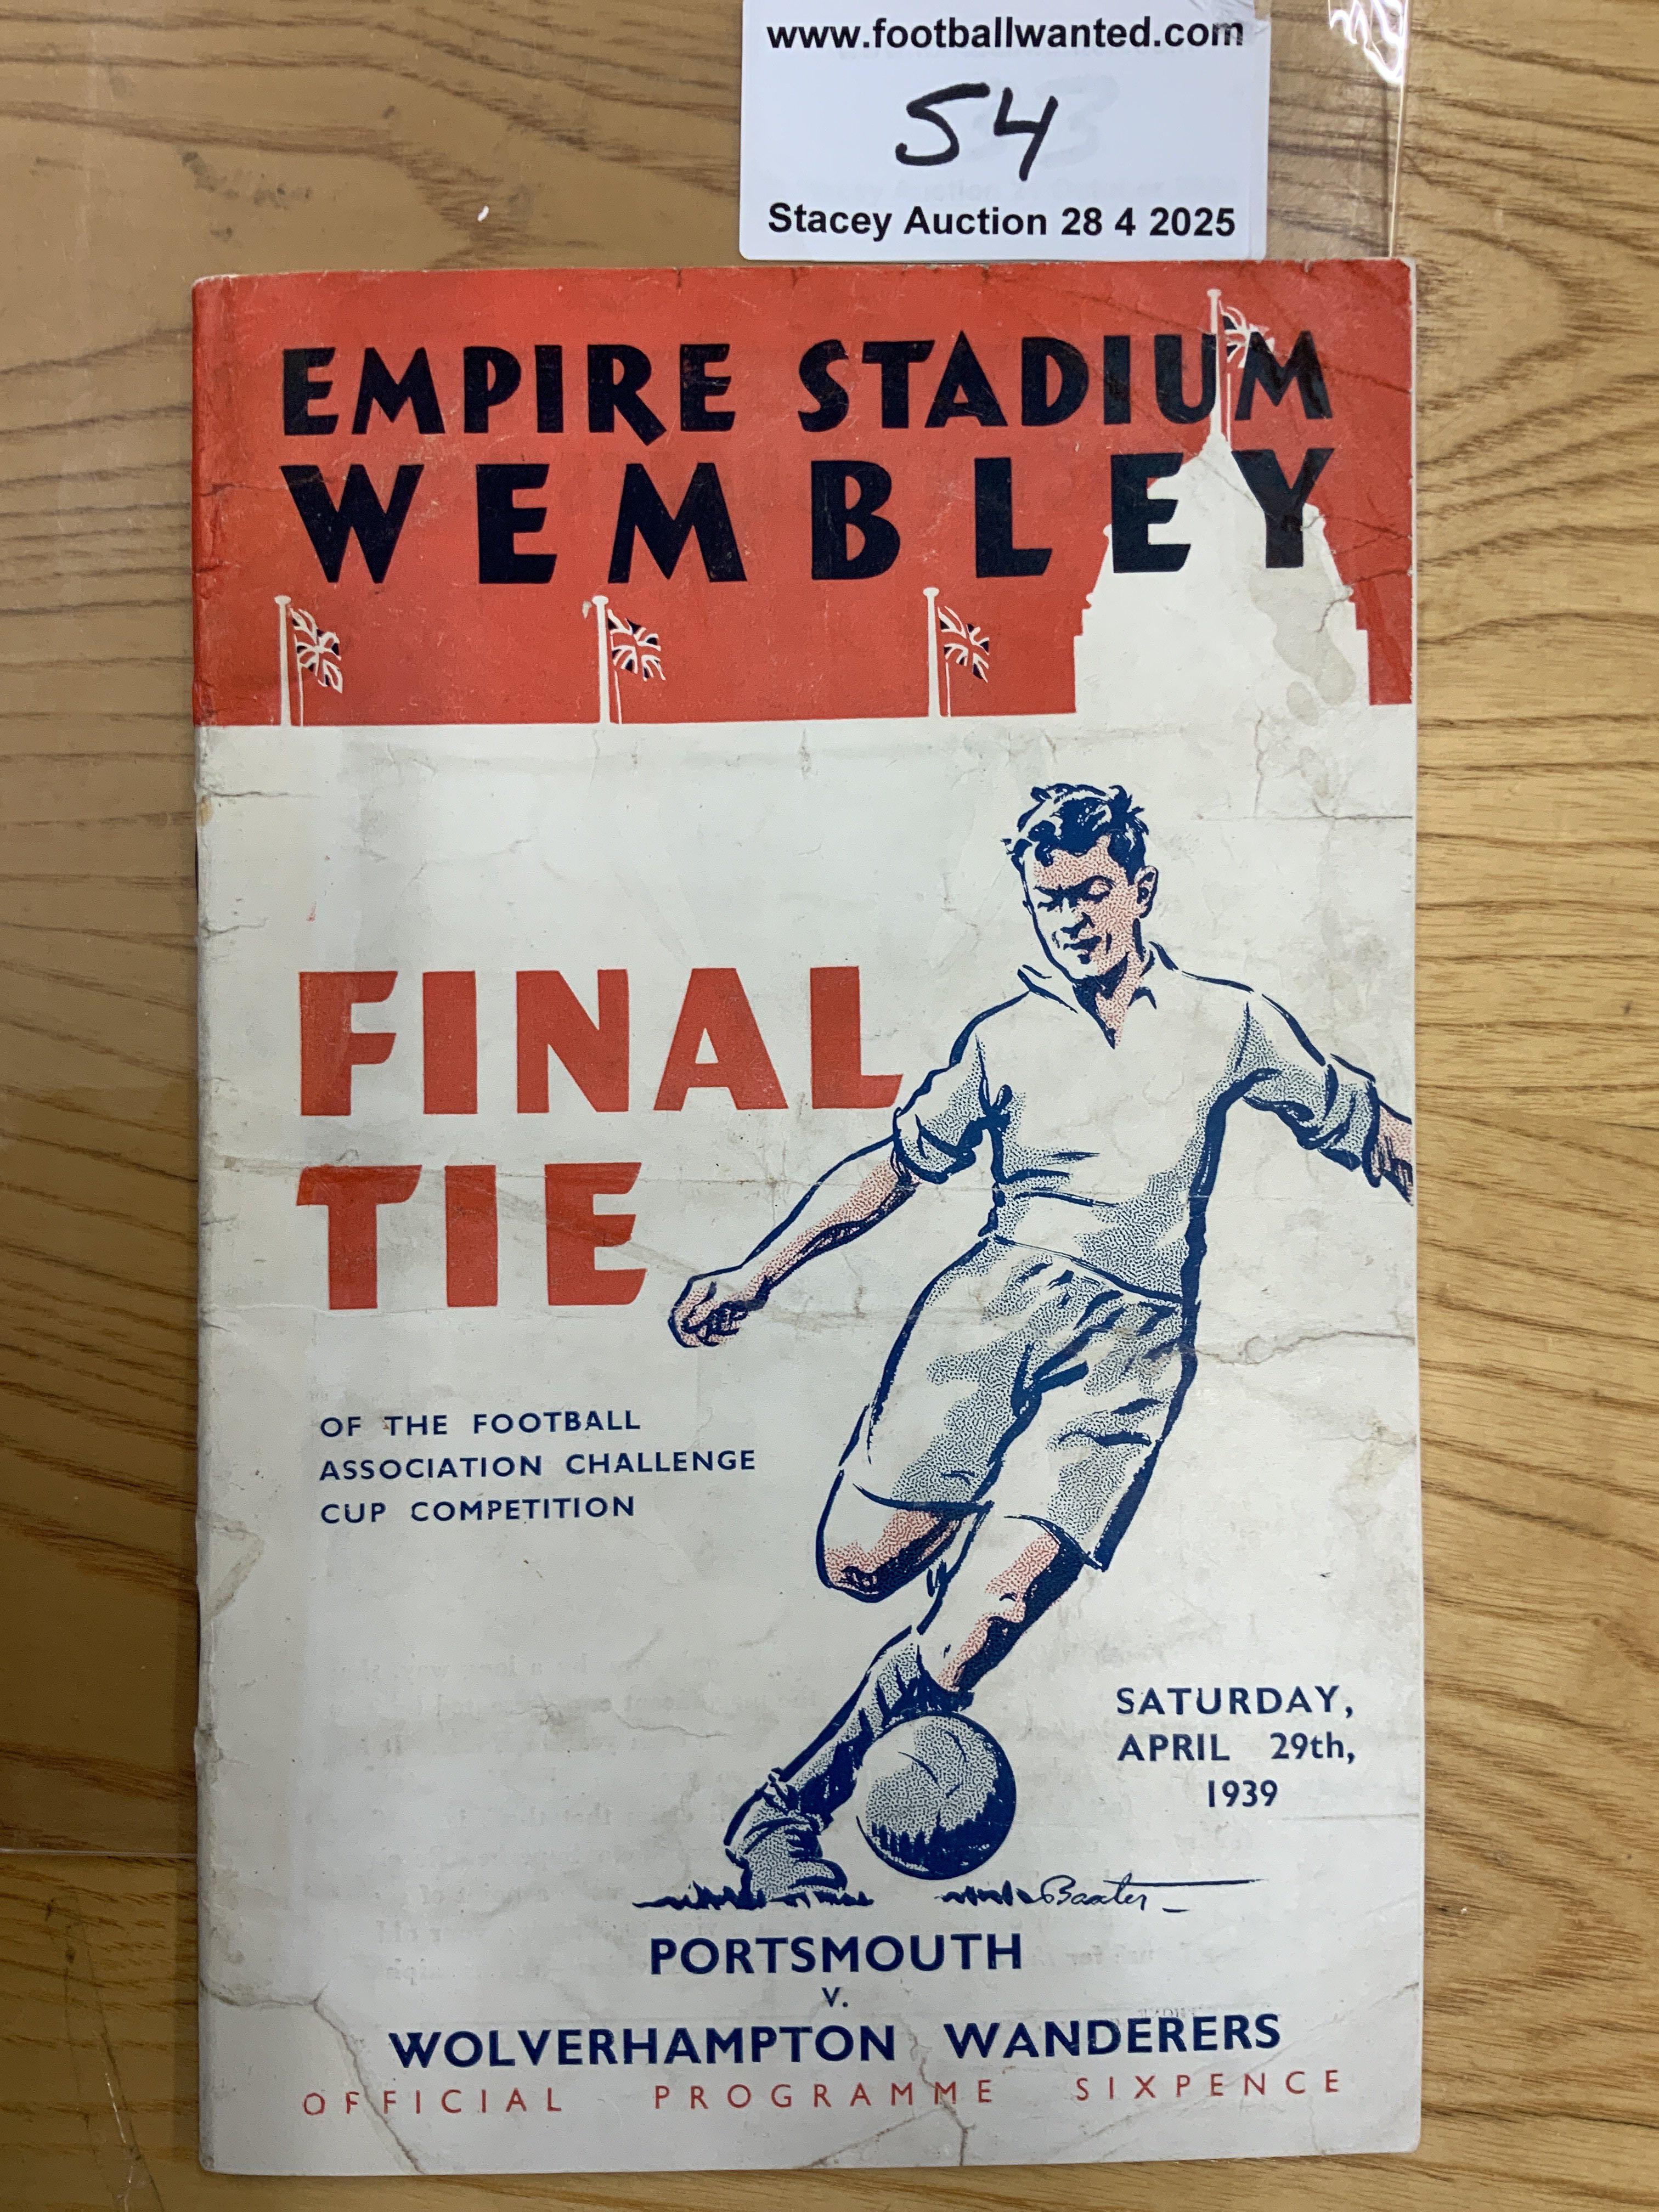 www.footballwanted.com
54
Stacey Auction 28 4 2025
EMPIRE STADIUM
WEMBLEY
FINAL
TIE
OF THE FOOTBALL
ASSOCIATION CHALLENGE
CUP COMPETITION
SATURDAY,
APRIL 29th,
1939
Baxter
PORTSMOUTH
V.
WOLVERHAMPTON WANDERERS
OFFICIAL PROGRAMME SIXPENCE